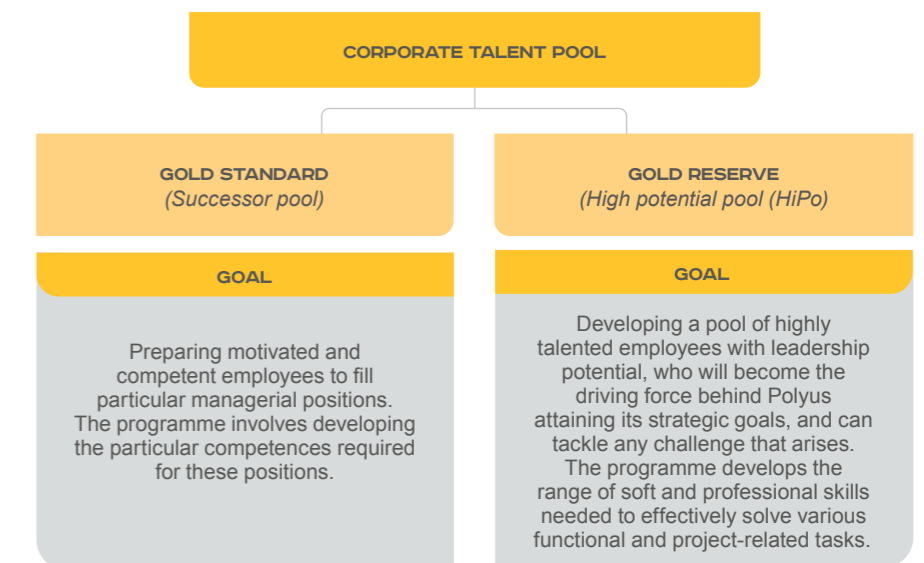 CORPORATE TALENT POOL
GOLD STANDARD
(Successor pool)
GOAL
Preparing motivated and
competent employees to fill
particular managerial positions.
The programme involves developing
the particular competences required
for these positions.
GOLD RESERVE
(High potential pool (HiPo)
GOAL
Developing a pool of highly
talented employees with leadership
potential, who will become the
driving force behind Polyus
attaining its strategic goals, and can
tackle any challenge that arises.
The programme develops the
range of soft and professional skills
needed to effectively solve various
functional and project-related tasks.